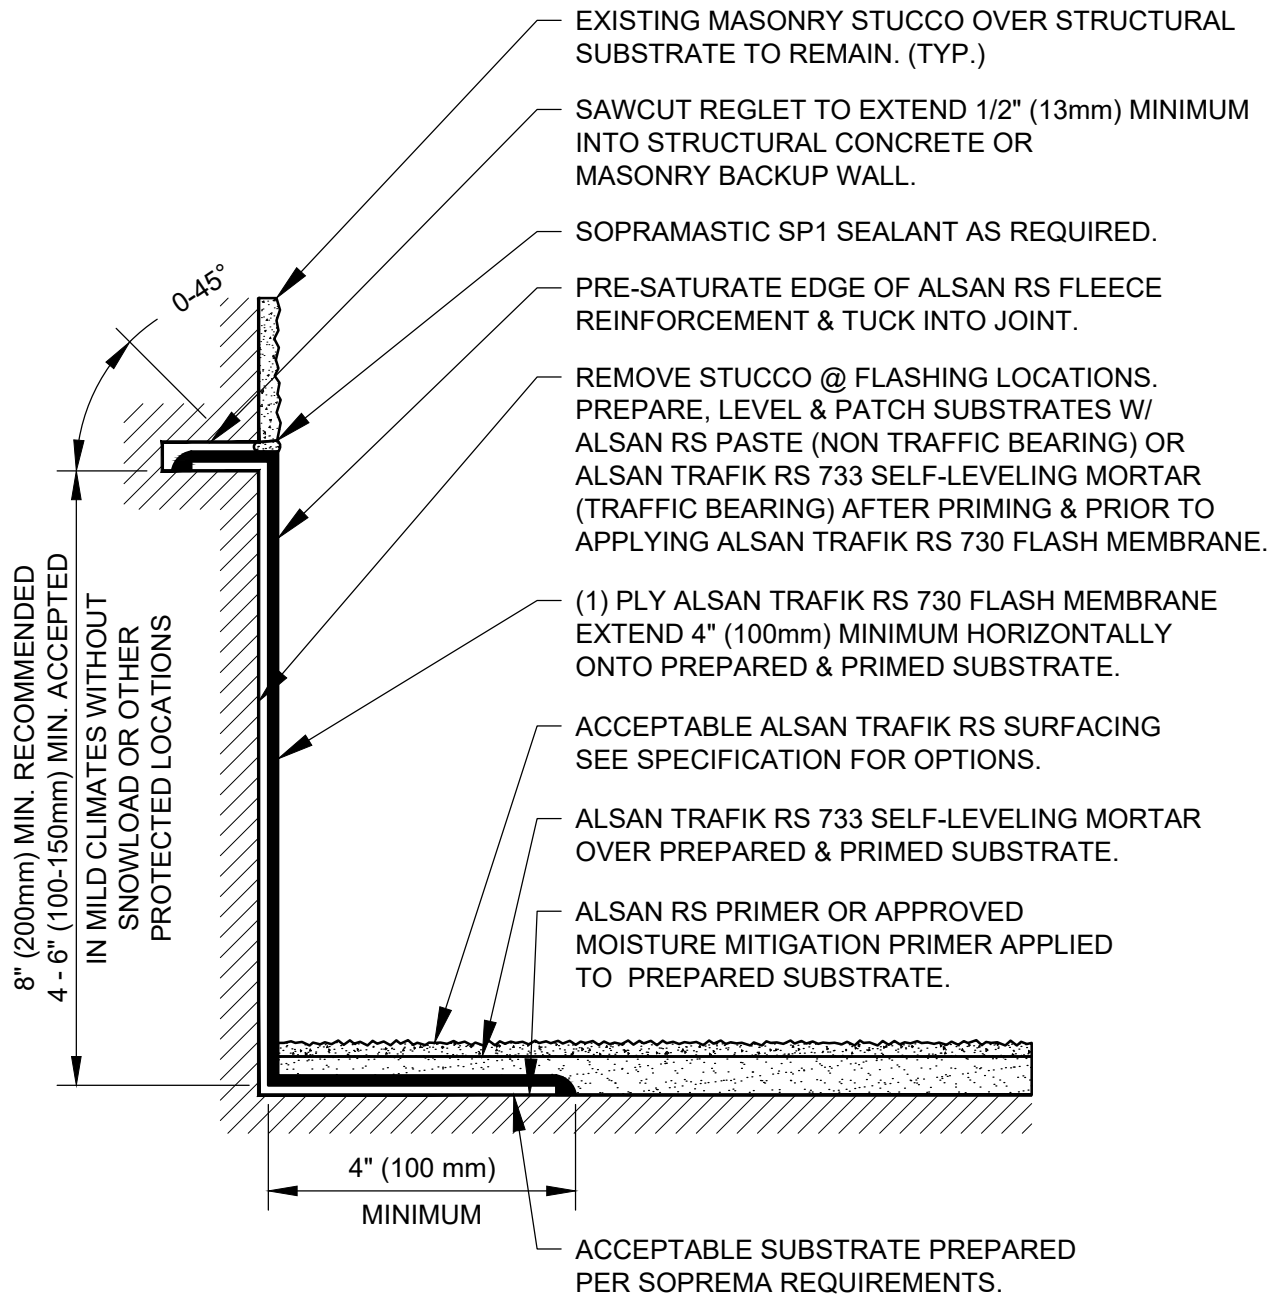 EXISTING MASONRY STUCCO OVER STRUCTURAL
SUBSTRATE TO REMAIN. (TYP.)
SAWCUT REGLET TO EXTEND 1/2" (13mm) MINIMUM
INTO STRUCTURAL CONCRETE OR
MASONRY BACKUP WALL.
SOPRAMASTIC SP1 SEALANT AS REQUIRED.
0-45°
PRE-SATURATE EDGE OF ALSAN RS FLEECE
REINFORCEMENT & TUCK INTO JOINT.
REMOVE STUCCO @ FLASHING LOCATIONS.
PREPARE, LEVEL & PATCH SUBSTRATES W/
ALSAN RS PASTE (NON TRAFFIC BEARING) OR
ALSAN TRAFIK RS 733 SELF-LEVELING MORTAR
(TRAFFIC BEARING) AFTER PRIMING & PRIOR TO
APPLYING ALSAN TRAFIK RS 730 FLASH MEMBRANE.
8" (200mm) MIN. RECOMMENDED
4 - 6" (100-150mm) MIN. ACCEPTED
IN MILD CLIMATES WITHOUT
SNOWLOAD OR OTHER
PROTECTED LOCATIONS
(1) PLY ALSAN TRAFIK RS 730 FLASH MEMBRANE
EXTEND 4" (100mm) MINIMUM HORIZONTALLY
ONTO PREPARED & PRIMED SUBSTRATE.
ACCEPTABLE ALSAN TRAFIK RS SURFACING
SEE SPECIFICATION FOR OPTIONS.
ALSAN TRAFIK RS 733 SELF-LEVELING MORTAR
OVER PREPARED & PRIMED SUBSTRATE.
ALSAN RS PRIMER OR APPROVED
MOISTURE MITIGATION PRIMER APPLIED
TO PREPARED SUBSTRATE.
4" (100 mm)
MINIMUM
ACCEPTABLE SUBSTRATE PREPARED
PER SOPREMA REQUIREMENTS.